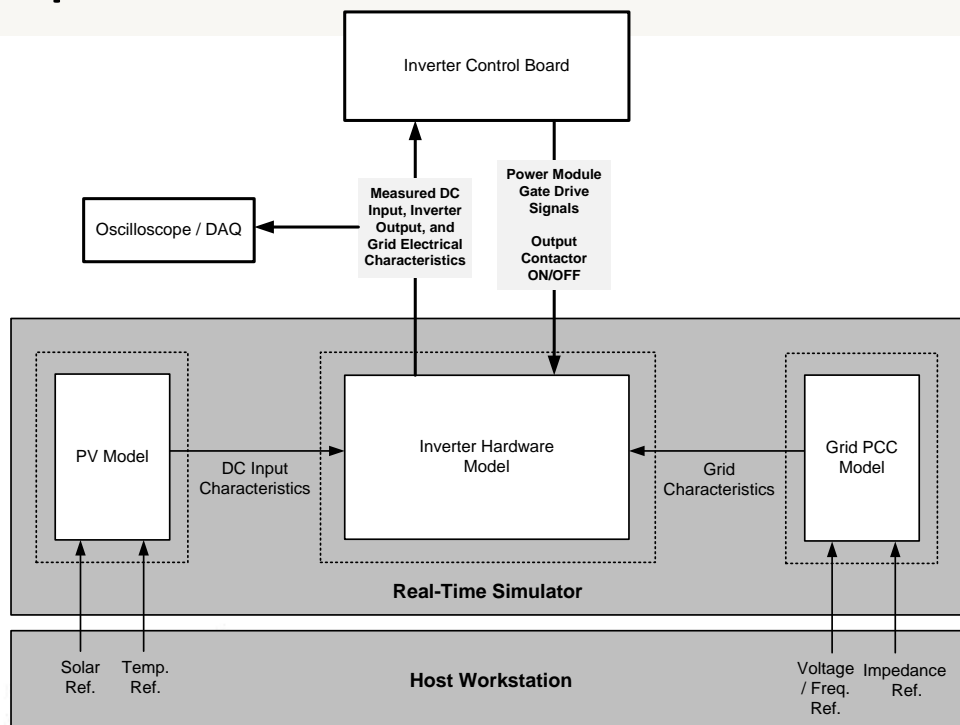 Inverter Control Board
Measured DC
Input, Inverter
Output, and
Grid Electrical
Characteristics
Power Module
Gate Drive
Signals
Output
Contactor
ON/OFF
Oscilloscope / DAQ
PV Model
DC Input
Characteristics
Inverter Hardware
Model
Grid
Characteristics
Grid PCC
Model
Real-Time Simulator
Solar
Ref.
Temp.
Ref.
Host Workstation
Voltage
/ Freq.
Ref.
Impedance
Ref.